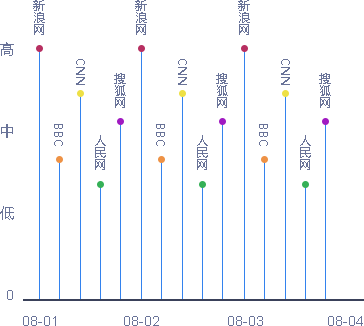 新浪网 新浪网 新浪网
高
CNN CNN CNN
搜狐网 搜狐网 搜狐网
中
BBC BBC BBC
人民网 人民网 人民网
低
0
08-01 08-02 08-03 08-04